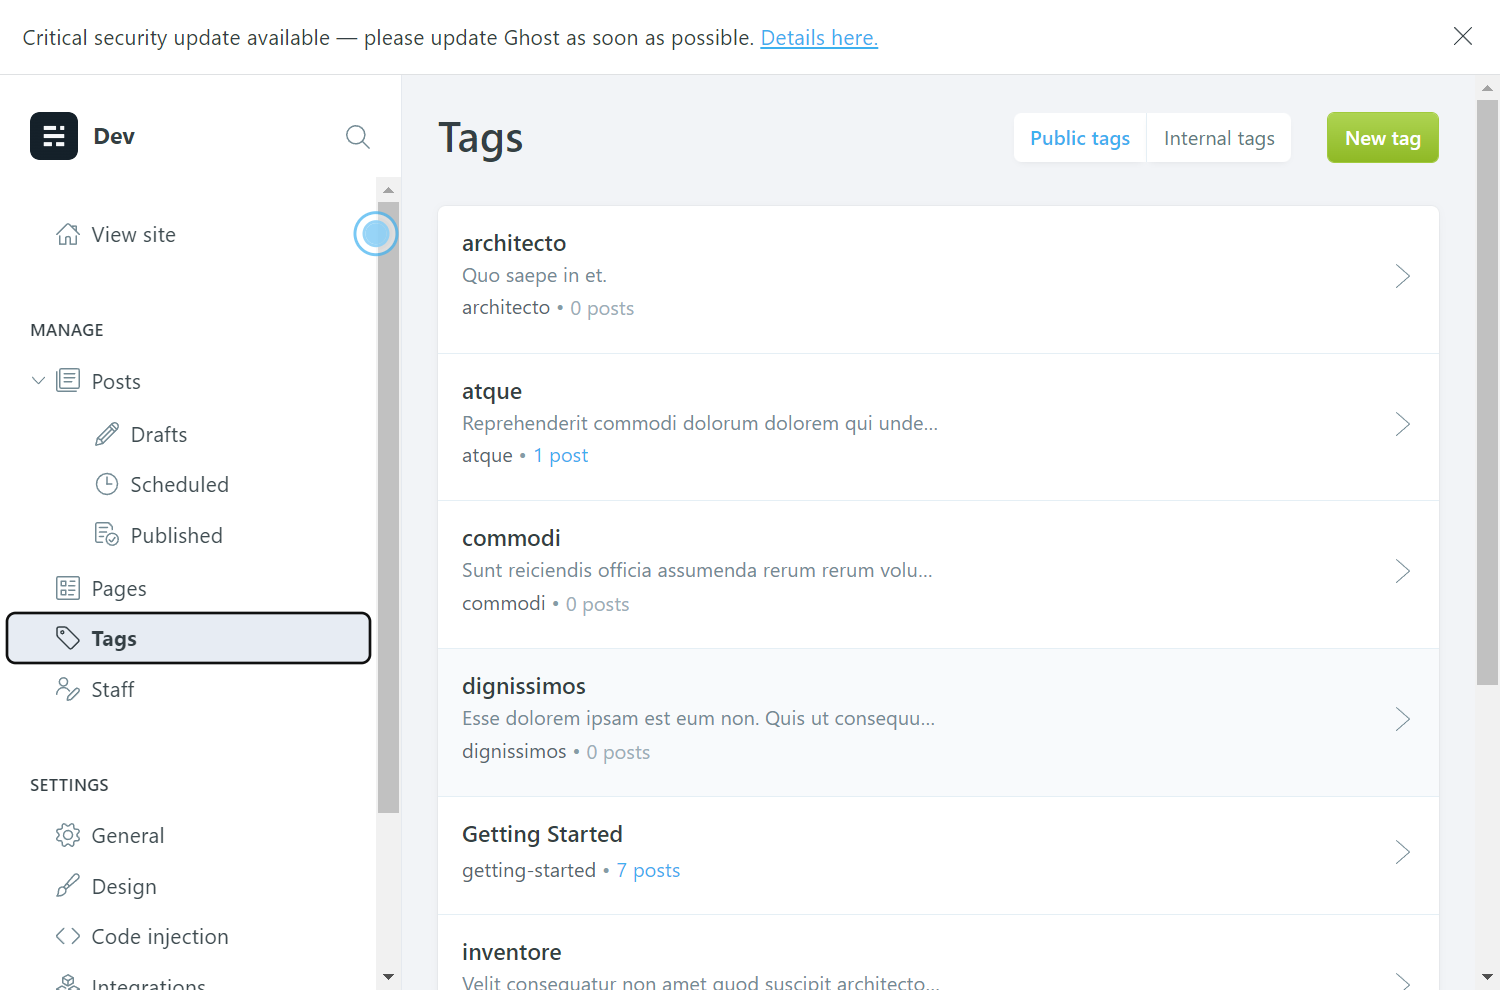 Critical security update available — please update Ghost as soon as possible. Details here.
Dev
View site
MANAGE
Posts
Drafts
Scheduled
Published
Pages
Tags
Staff
SETTINGS
General
Design
Code injection
Integrations
Tags
Public tags
Internal tags
New tag
architecto
Quo saepe in et.
architecto • 0 posts
atque
Reprehenderit commodi dolorum dolorem qui unde...
atque • 1 post
commodi
Sunt reiciendis officia assumenda rerum rerum volu...
commodi • 0 posts
dignissimos
Esse dolorem ipsam est eum non. Quis ut consequu...
dignissimos • 0 posts
Getting Started
getting-started • 7 posts
inventore
Velit consequatur non amet quod suscipit architecto...